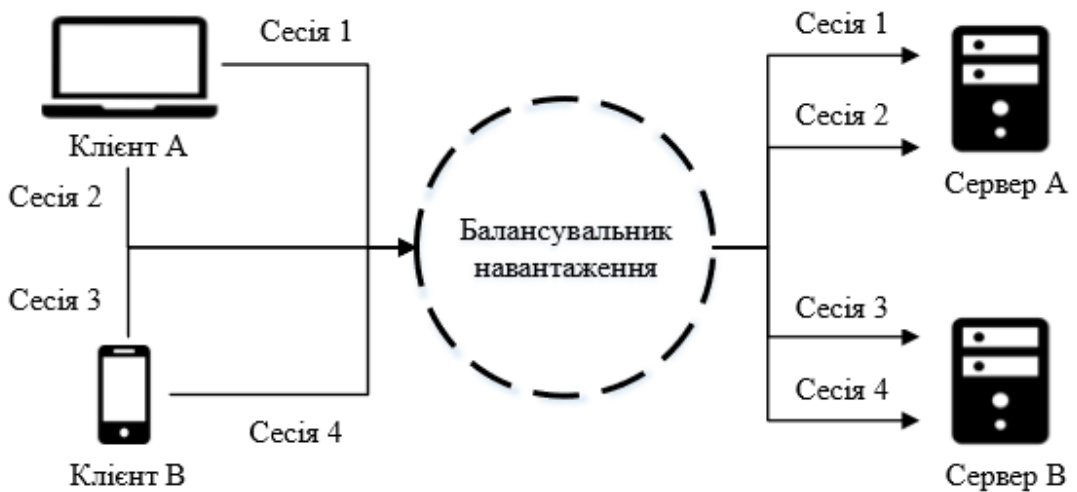 Сесія 1
Клієнт A
Сесія 2
Сесія 3
Клієнт B
Сесія 4
Балансувальник
навантаження
Сесія 1
Сесія 2
Сервер A
Сесія 3
Сесія 4
Сервер B